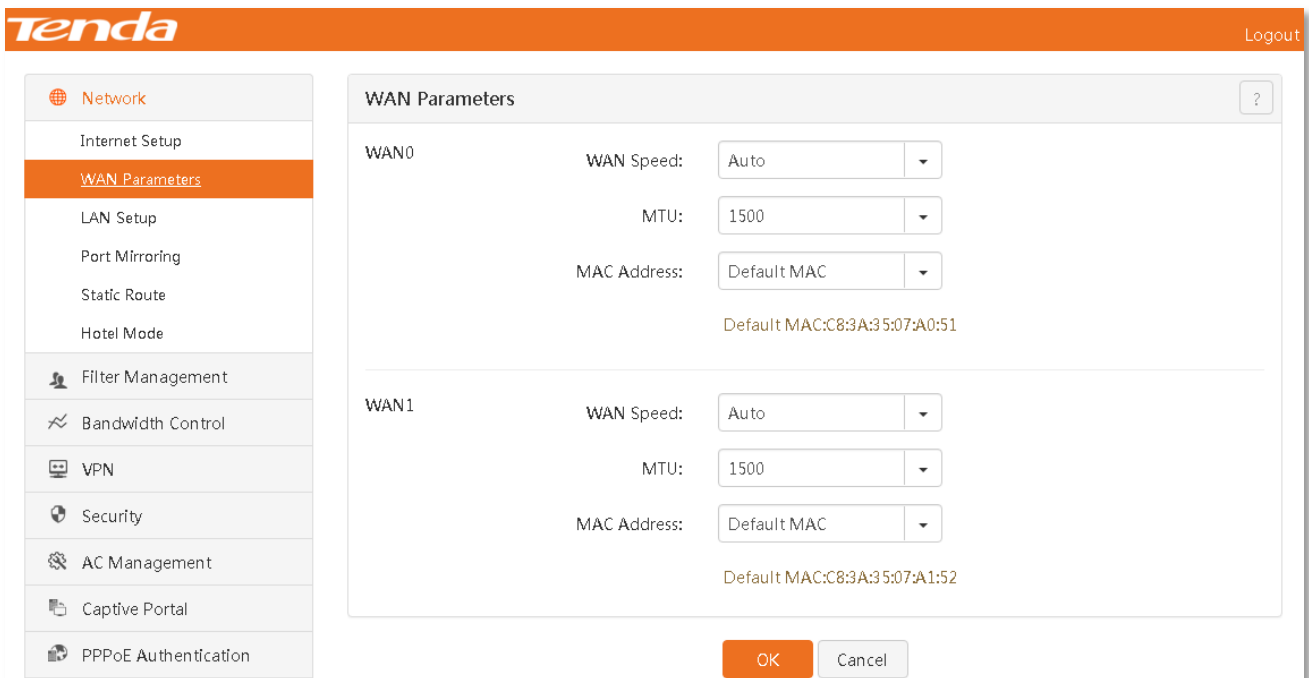 Tenda
Logout
Network
Internet Setup
WAN Parameters
LAN Setup
Port Mirroring
Static Route
Hotel Mode
Filter Management
Bandwidth Control
VPN
Security
AC Management
Captive Portal
PPPoE Authentication
WAN Parameters
?
WAN0
WAN Speed: Auto
MTU: 1500
MAC Address: Default MAC
Default MAC:C8:3A:35:07:A0:51
WAN1
WAN Speed: Auto
MTU: 1500
MAC Address: Default MAC
Default MAC:C8:3A:35:07:A1:52
OK Cancel